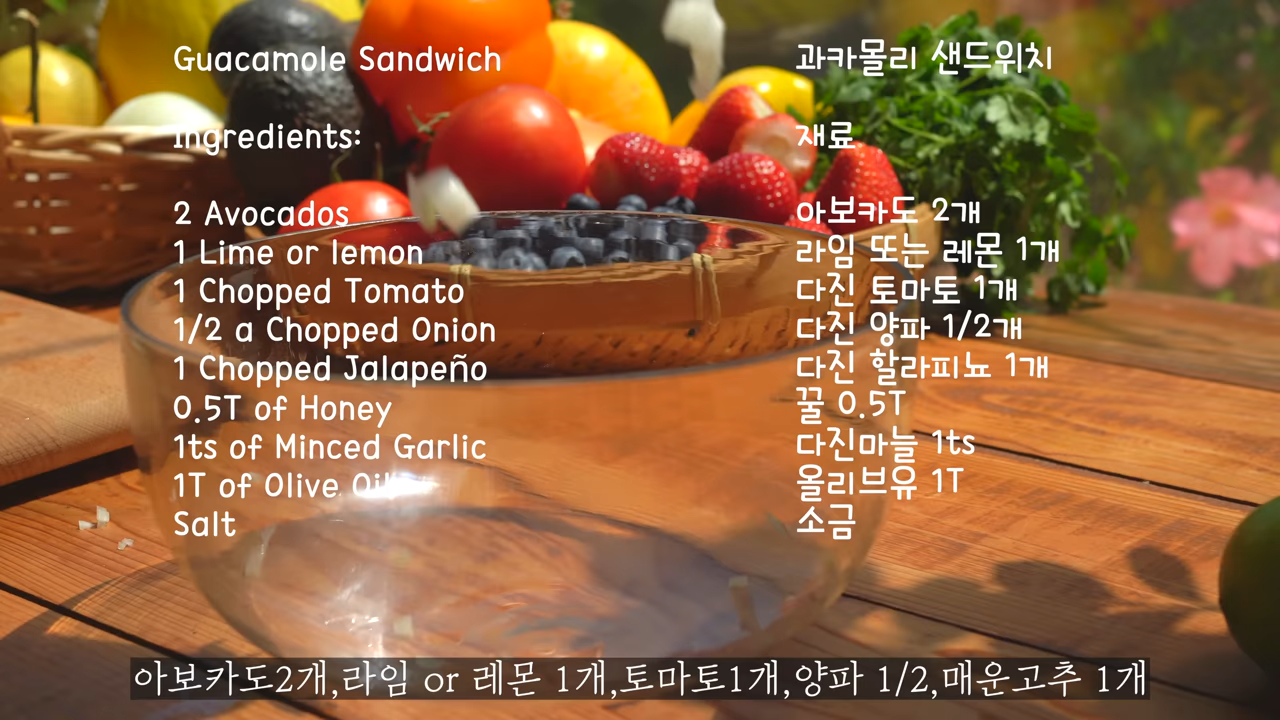 Guacamole Sandwich
Ingredients:
2 Avocados
1 Lime or lemon
1 Chopped Tomato
1/2 a Chopped Onion
1 Chopped Jalapeño
0.5T of Honey
1ts of Minced Garlic
1T of Olive Oil
Salt
과카몰리 샌드위치
재료
아보카도 2개
라임 또는 레몬 1개
다진 토마토 1개
다진 양파 1/2개
다진 할라피뇨 1개
꿀 0.5T
다진마늘 1ts
올리브유 1T
소금
아보카도2개,라임 or 레몬 1개,토마토1개,양파 1/2,매운고추 1개